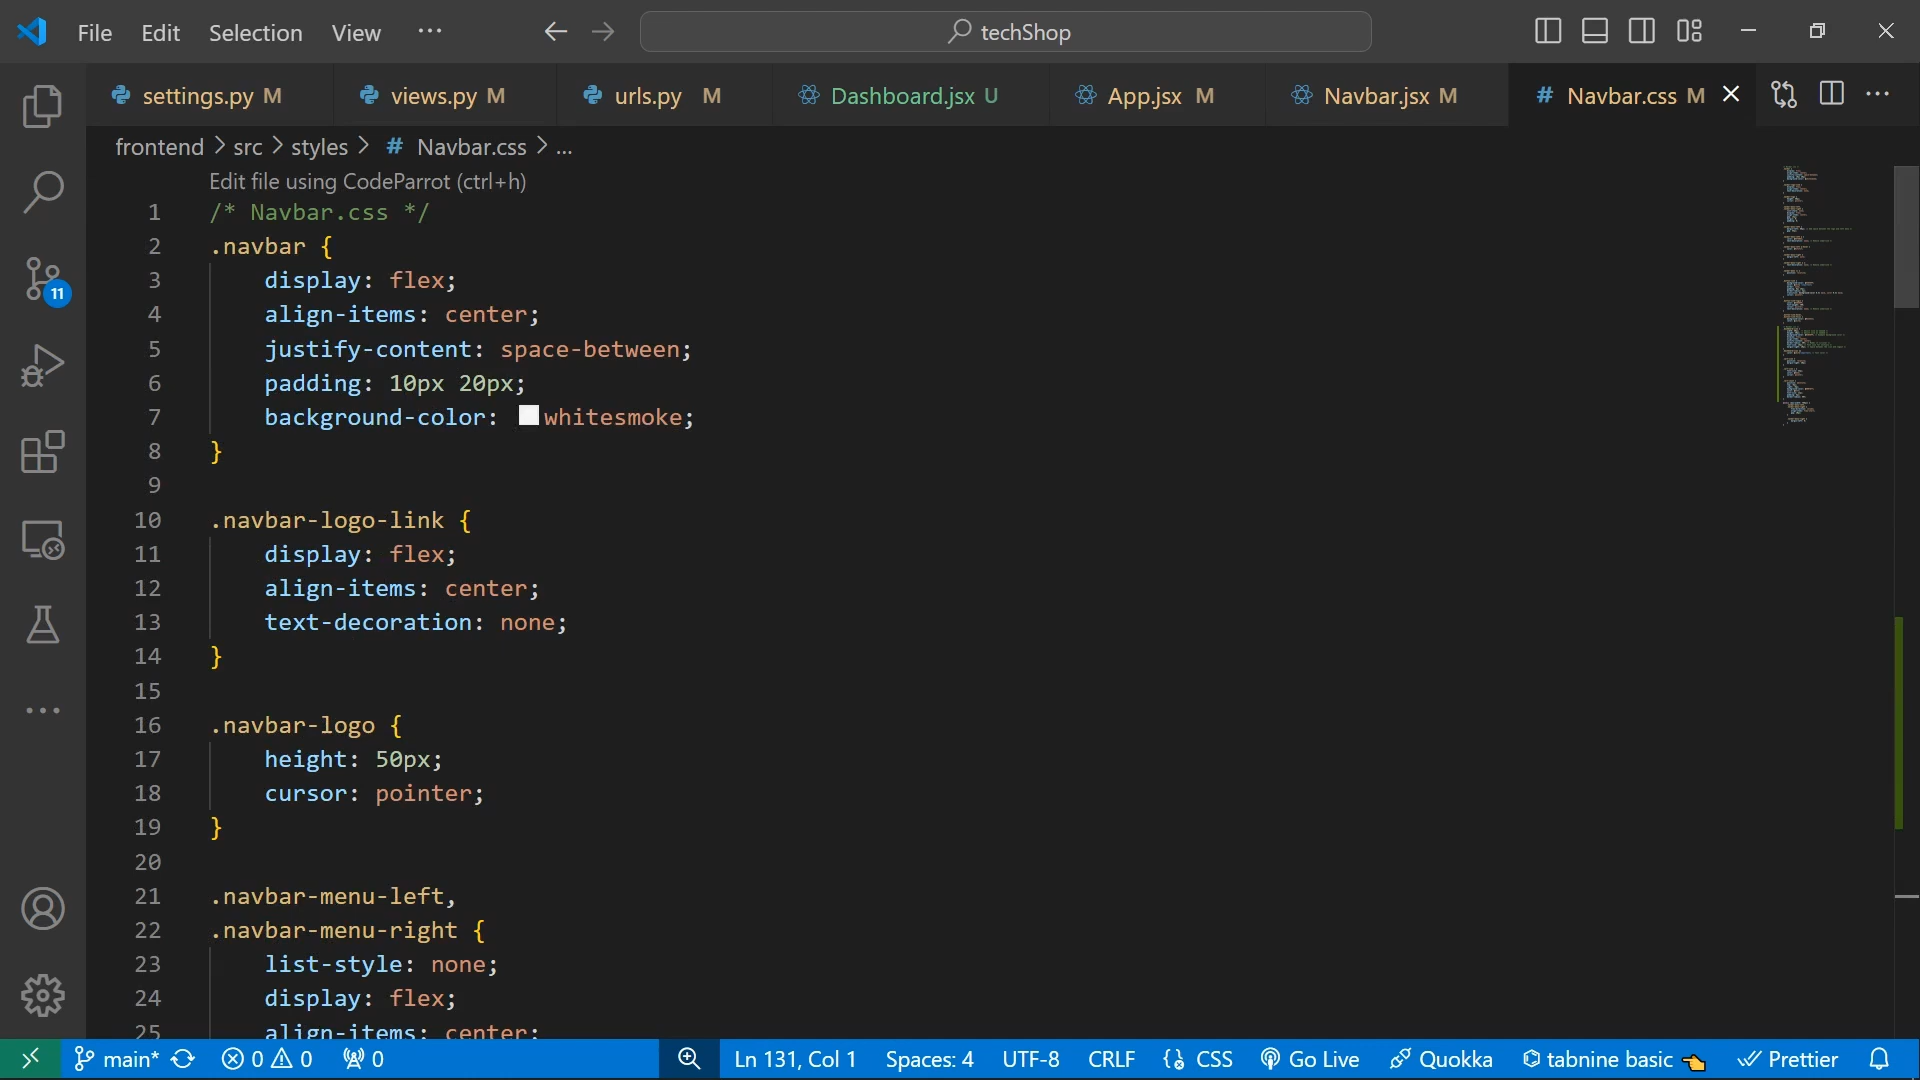 File Edit Selection View ··· techShop
settings.py M views.py M urls.py M Dashboard.jsx U App.jsx M Navbar.jsx M # Navbar.css M
frontend > src > styles > # Navbar.css > ...
Edit file using CodeParrot (ctrl+h)
1 /* Navbar.css */
2 .navbar {
3 display: flex;
4 align-items: center;
5 justify-content: space-between;
6 padding: 10px 20px;
7 background-color: whitesmoke;
8 }
9
10 .navbar-logo-link {
11 display: flex;
12 align-items: center;
13 text-decoration: none;
14 }
15
16 .navbar-logo {
17 height: 50px;
18 cursor: pointer;
19 }
20
21 .navbar-menu-left,
22 .navbar-menu-right {
23 list-style: none;
24 display: flex;
25 align-items: center;
11
main* 0 0 0 Ln 131, Col 1 Spaces: 4 UTF-8 CRLF {} CSS Go Live Quokka tabnine basic Prettier